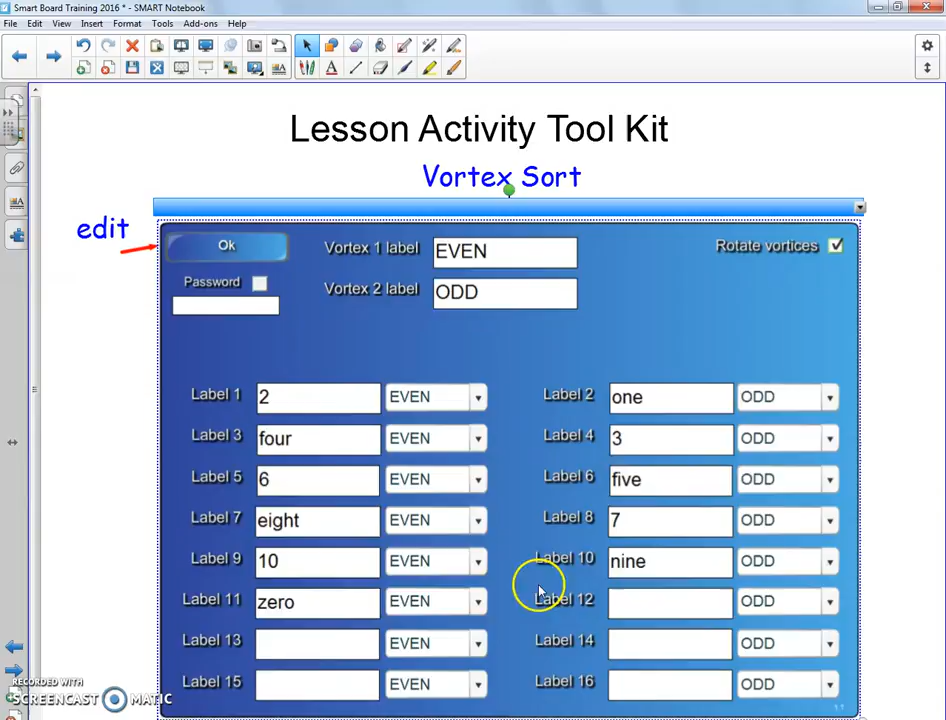 Smart Board Training 2016 * - SMART Notebook
File Edit View Insert Format Tools Add-ons Help
Lesson Activity Tool Kit
Vortex Sort
edit
Ok
Vortex 1 label EVEN
Rotate vortices
Password
Vortex 2 label ODD
Label 1 2 EVEN Label 2 one ODD
Label 3 four EVEN Label 4 3 ODD
Label 5 6 EVEN Label 6 five ODD
Label 7 eight EVEN Label 8 7 ODD
Label 9 10 EVEN Label 10 nine ODD
Label 11 zero EVEN Label 12 ODD
Label 13 EVEN Label 14 ODD
Label 15 EVEN Label 16 ODD
RECORDED WITH
SCREENCAST MATIC